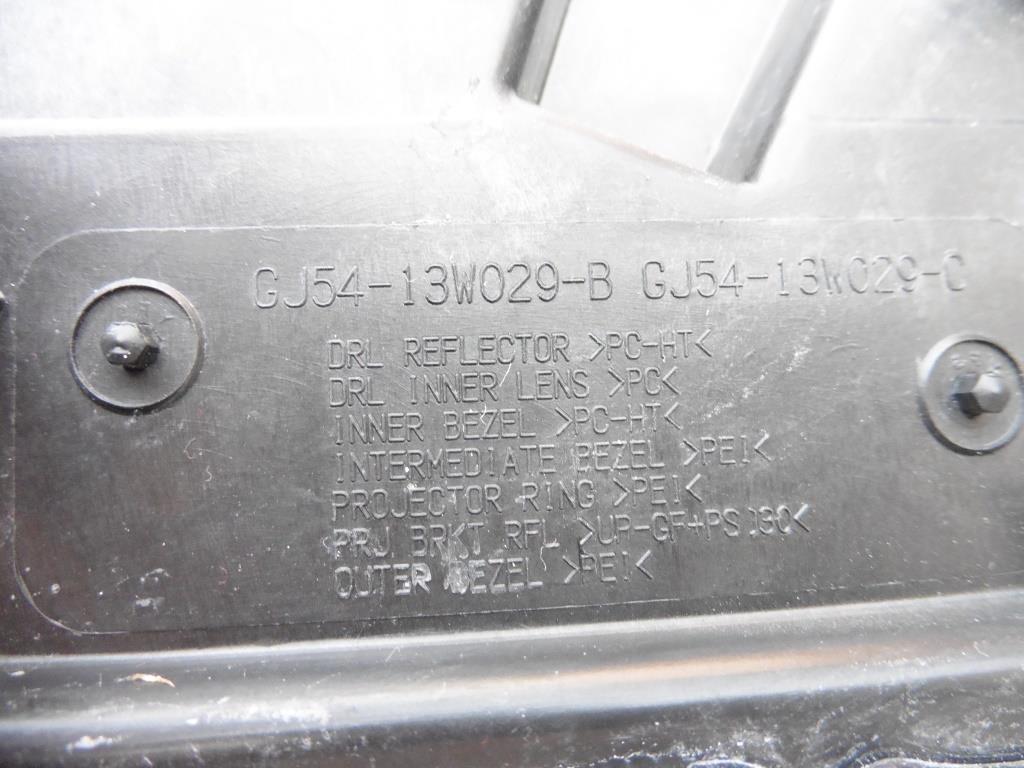 GJ54-13W029-B GJ54-13W029-C
DRL REFLECTOR >PC-HT<
DRL INNER LENS >PC<
INNER BEZEL >PC-HT<
INTERMEDIATE BEZEL >PEI<
PROJECTOR RING >PEI<
PRJ BRKT RFL >UP-GF+PS
OUTER BEZEL >PEI<